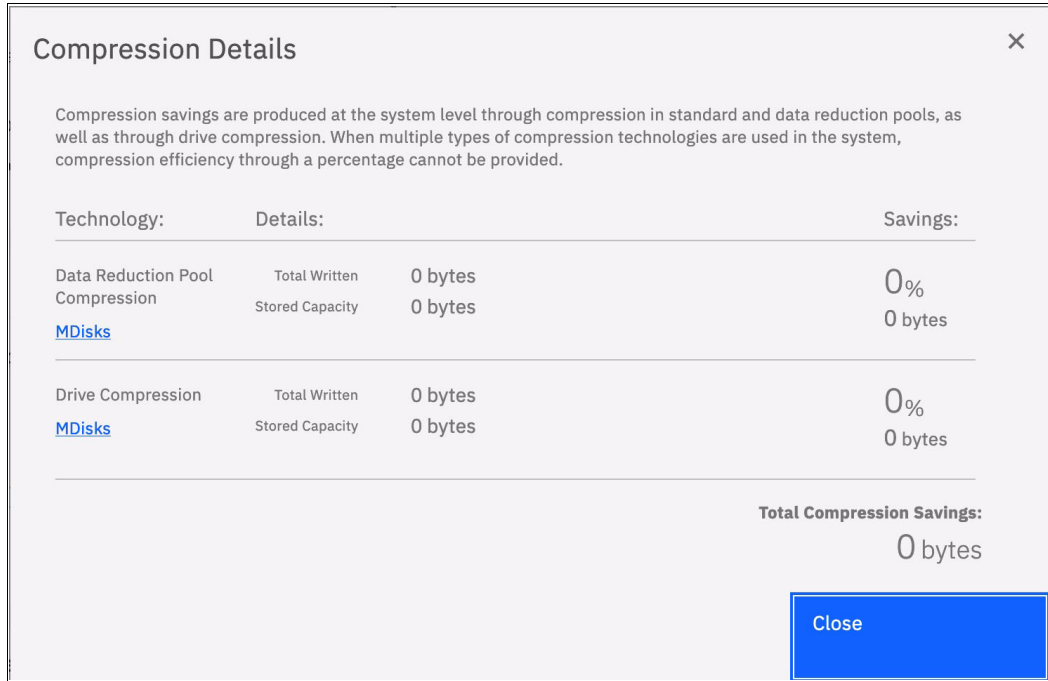 Compression Details
×
Compression savings are produced at the system level through compression in standard and data reduction pools, as
well as through drive compression. When multiple types of compression technologies are used in the system,
compression efficiency through a percentage cannot be provided.
Technology: Details: Savings:
Data Reduction Pool Total Written 0 bytes 0%
Compression Stored Capacity 0 bytes 0 bytes
MDisks
Drive Compression Total Written 0 bytes 0%
MDisks Stored Capacity 0 bytes 0 bytes
Total Compression Savings:
0 bytes
Close